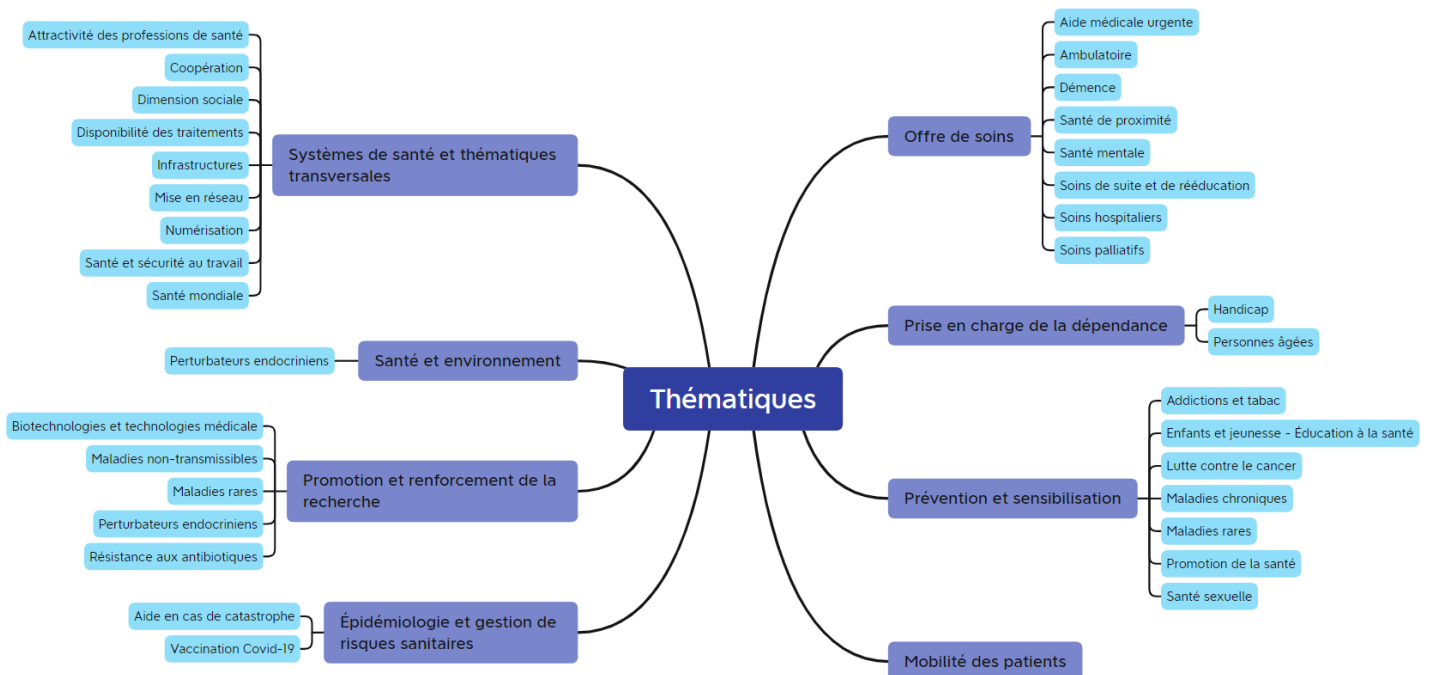 Thématiques
Systèmes de santé et thématiques
transversales
Attractivité des professions de santé
Coopération
Dimension sociale
Disponibilité des traitements
Infrastructures
Mise en réseau
Numérisation
Santé et sécurité au travail
Santé mondiale
Santé et environnement
Perturbateurs endocriniens
Promotion et renforcement de la
recherche
Biotechnologies et technologies médicale
Maladies non-transmissibles
Maladies rares
Perturbateurs endocriniens
Résistance aux antibiotiques
Épidémiologie et gestion de
risques sanitaires
Aide en cas de catastrophe
Vaccination Covid-19
Offre de soins
Aide médicale urgente
Ambulatoire
Démence
Santé de proximité
Santé mentale
Soins de suite et de rééducation
Soins hospitaliers
Soins palliatifs
Prise en charge de la dépendance
Handicap
Personnes âgées
Prévention et sensibilisation
Addictions et tabac
Enfants et jeunesse - Éducation à la santé
Lutte contre le cancer
Maladies chroniques
Maladies rares
Promotion de la santé
Santé sexuelle
Mobilité des patients